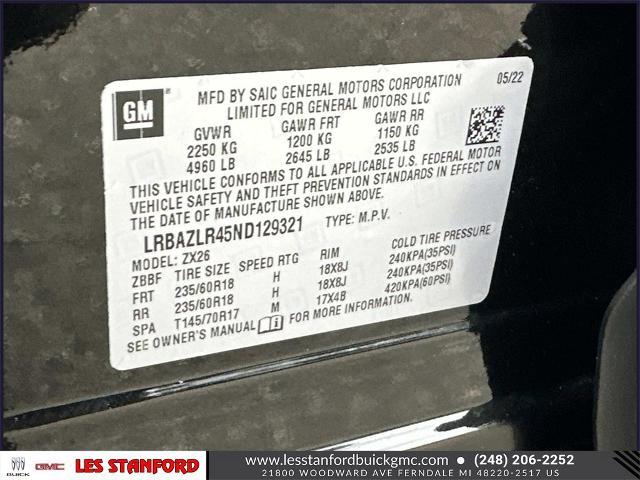 GM
MFD BY SAIC GENERAL MOTORS CORPORATION 05/22
LIMITED FOR GENERAL MOTORS LLC
GVWR GAWR FRT GAWR RR
2250 KG 1200 KG 1150 KG
4960 LB 2645 LB 2535 LB
THIS VEHICLE CONFORMS TO ALL APPLICABLE U.S. FEDERAL MOTOR
VEHICLE SAFETY AND THEFT PREVENTION STANDARDS IN EFFECT ON
THE DATE OF MANUFACTURE SHOWN ABOVE.
LRBAZLR45ND129321 TYPE: M.P.V.
MODEL: ZX26
ZBBF TIRE SIZE SPEED RTG RIM COLD TIRE PRESSURE
FRT 235/60R18 H 18X8J 240KPA(35PSI)
RR 235/60R18 H 18X8J 240KPA(35PSI)
SPA T145/70R17 17X4B 420KPA(60PSI)
SEE OWNER'S MANUAL FOR MORE INFORMATION.
BUICK GMC LES STANFORD www.lesstanfordbuickgmc.com • (248) 206-2252
21800 WOODWARD AVE FERNDALE MI 48220-2517 US